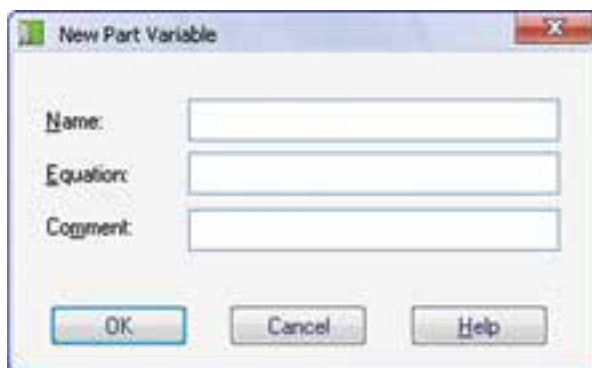 New Part Variable
Name:
Equation:
Comment:
OK Cancel Help